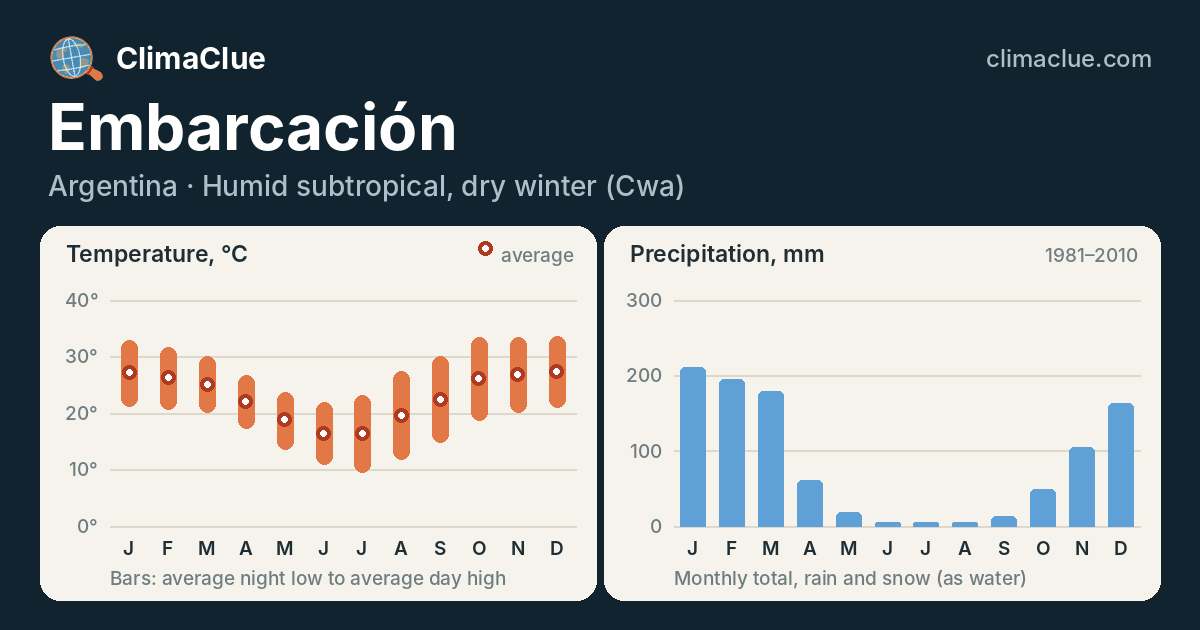 ClimaClue
climaclue.com
Embarcación
Argentina · Humid subtropical, dry winter (Cwa)
Temperature, °C
average
40°
30°
20°
10°
0°
J F M A M J J A S O N D
Bars: average night low to average day high
Precipitation, mm
1981–2010
300
200
100
0
J F M A M J J A S O N D
Monthly total, rain and snow (as water)